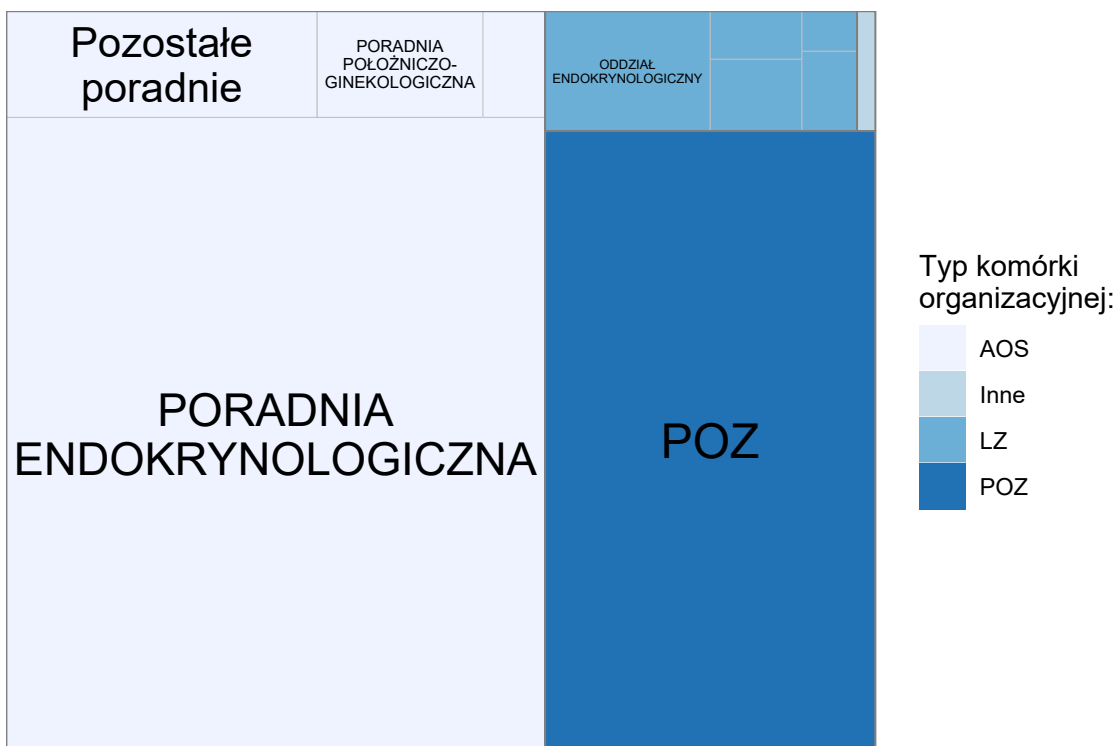 Pozostałe
poradnie
PORADNIA
POŁOŻNICZO-
GINEKOLOGICZNA
ODDZIAŁ
ENDOKRYNOLOGICZNY
PORADNIA
ENDOKRYNOLOGICZNA
POZ
Typ komórki
organizacyjnej:
AOS
Inne
LZ
POZ